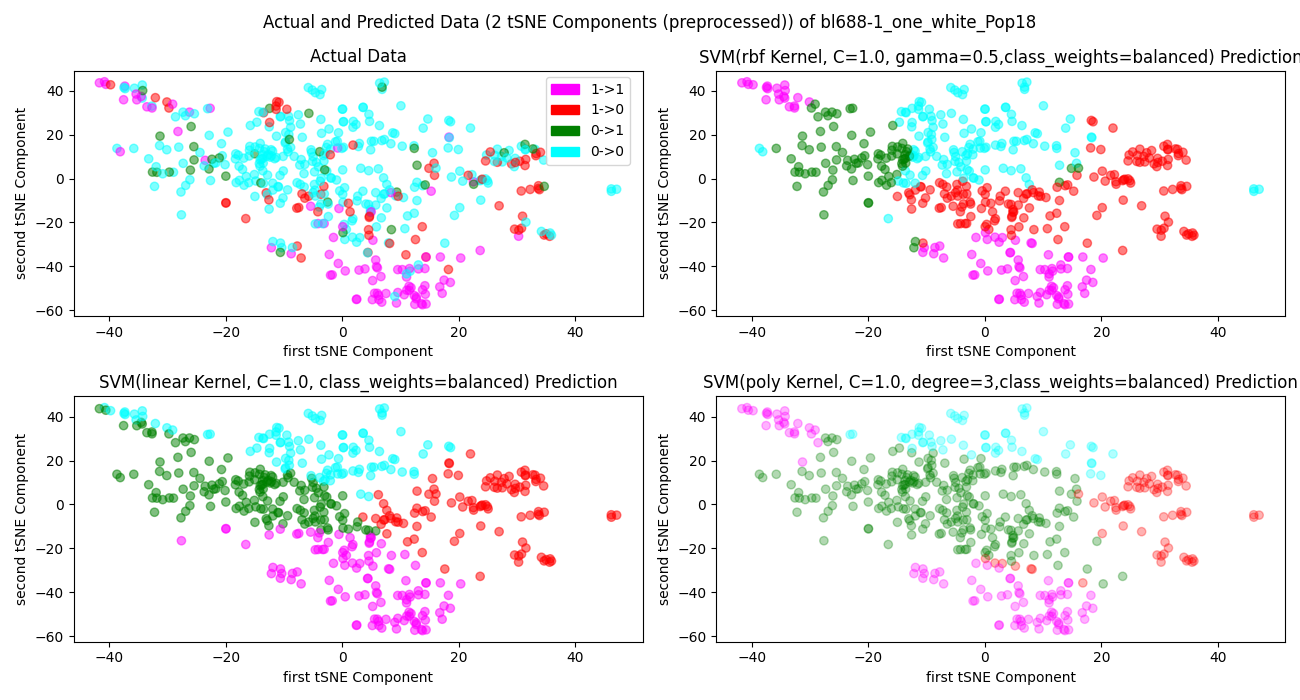 Actual and Predicted Data (2 tSNE Components (preprocessed)) of bl688-1_one_white_Pop18
Actual Data
40
20
0
−20
−40
−60
second tSNE Component
−40 −20 0 20 40
first tSNE Component
1->1
1->0
0->1
0->0
SVM(rbf Kernel, C=1.0, gamma=0.5,class_weights=balanced) Prediction
40
20
0
−20
−40
−60
second tSNE Component
−40 −20 0 20 40
first tSNE Component
SVM(linear Kernel, C=1.0, class_weights=balanced) Prediction
40
20
0
−20
−40
−60
second tSNE Component
−40 −20 0 20 40
first tSNE Component
SVM(poly Kernel, C=1.0, degree=3,class_weights=balanced) Prediction
40
20
0
−20
−40
−60
second tSNE Component
−40 −20 0 20 40
first tSNE Component